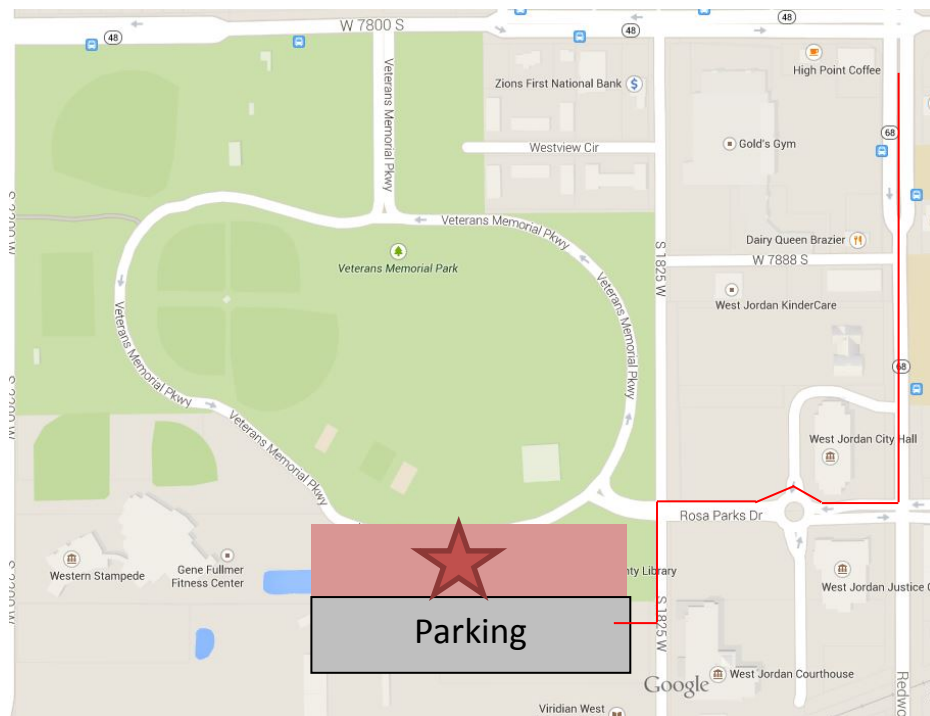 48
W 7800 S
48
48
Veterans Memorial Pkwy
Zions First National Bank
$
High Point Coffee
68
Westview Cir
Gold's Gym
Veterans Memorial Pkwy
Veterans Memorial Park
S 1825 W
Dairy Queen Brazier
W 7888 S
West Jordan KinderCare
Veterans Memorial Pkwy
Veterans Memorial Pkwy
68
Veterans Memorial Pkwy
West Jordan City Hall
Rosa Parks Dr
Western Stampede
Gene Fullmer
Fitness Center
Library
West Jordan Justice
S 1825 W
Parking
West Jordan Courthouse
Google
Viridian West